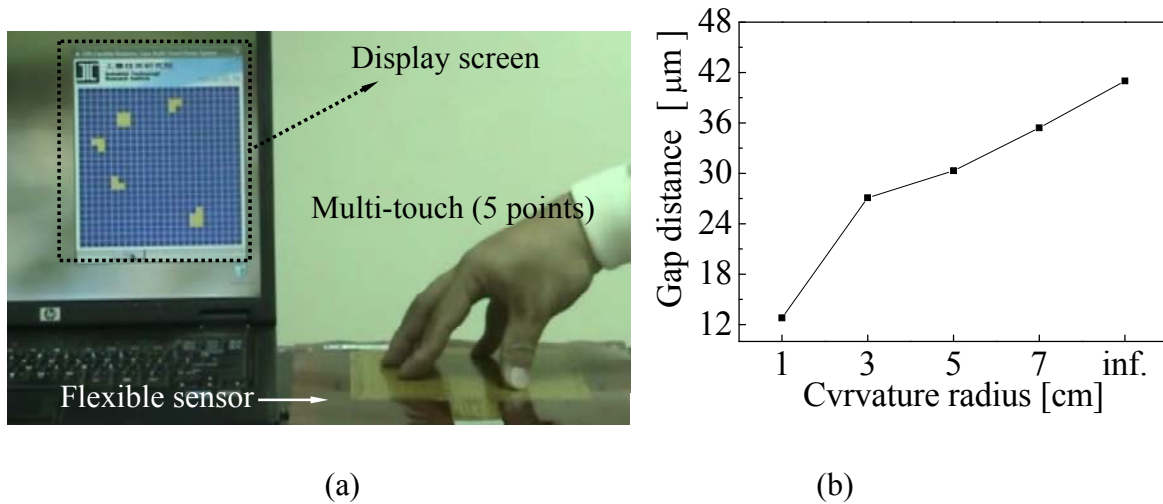 Display screen
Multi-touch (5 points)
Flexible sensor
hp
(a)
48
42
36
30
24
18
12
Gap distance [ μm]
1 3 5 7 inf.
Cvrvature radius [cm]
(b)